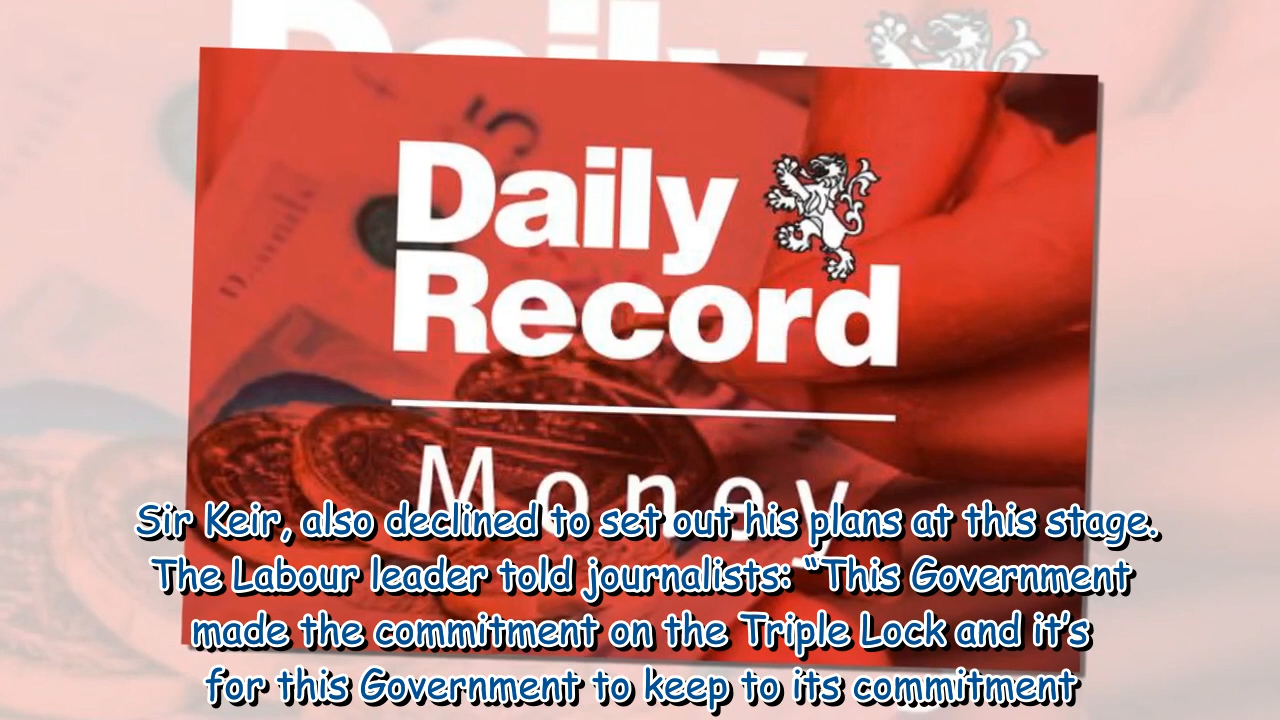 Daily
Daily
Record
Money
Sir Keir, also declined to set out his plans at this stage.
The Labour leader told journalists: “This Government
made the commitment on the Triple Lock and it’s
for this Government to keep to its commitment